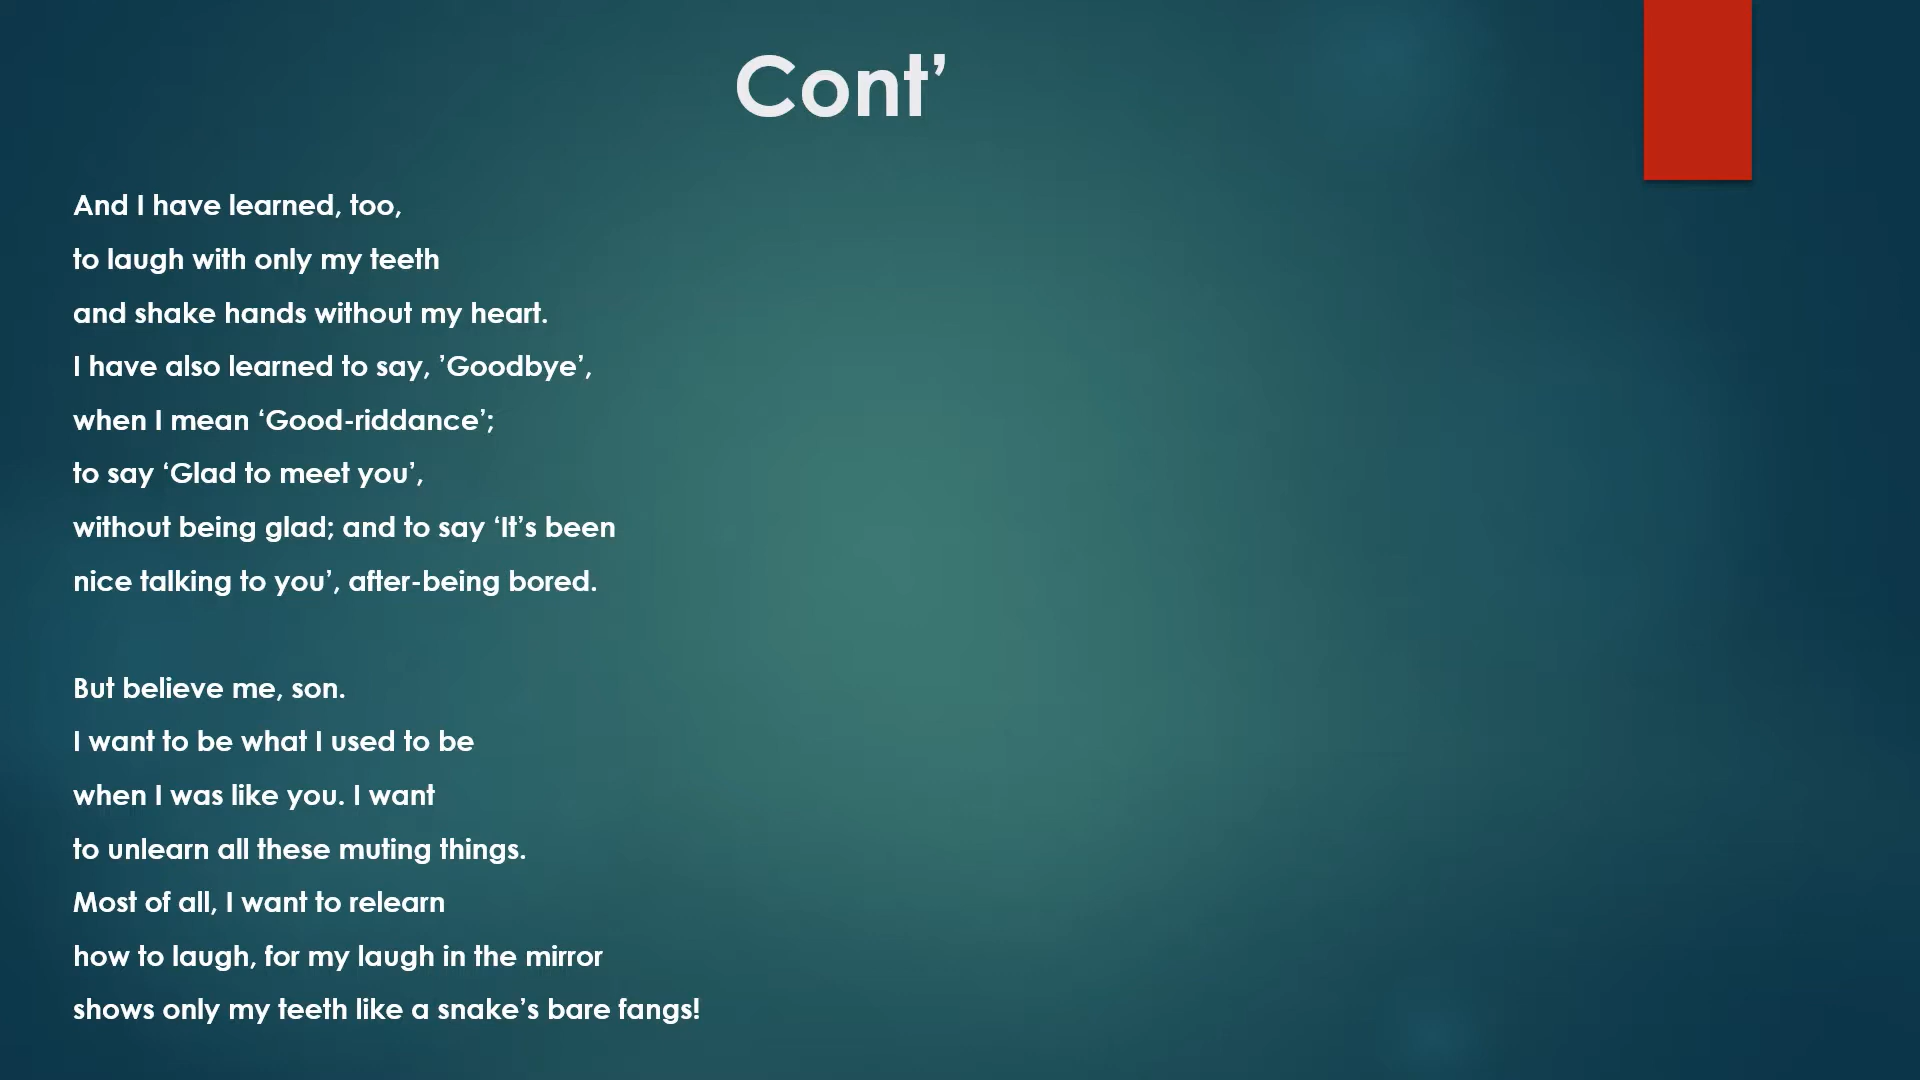 Cont’
And I have learned, too,
to laugh with only my teeth
and shake hands without my heart.
I have also learned to say, ’Goodbye’,
when I mean ‘Good-riddance’;
to say ‘Glad to meet you’,
without being glad; and to say ‘It’s been
nice talking to you’, after-being bored.
But believe me, son.
I want to be what I used to be
when I was like you. I want
to unlearn all these muting things.
Most of all, I want to relearn
how to laugh, for my laugh in the mirror
shows only my teeth like a snake’s bare fangs!